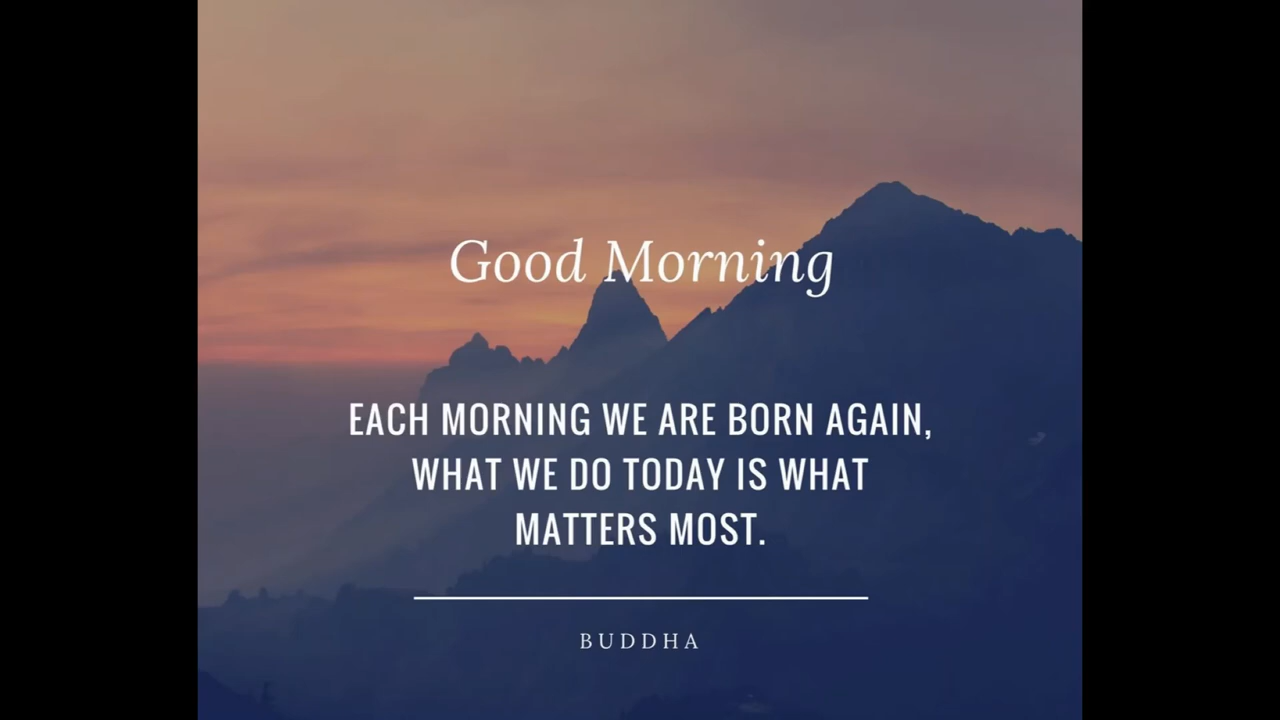 Good Morning
EACH MORNING WE ARE BORN AGAIN,
WHAT WE DO TODAY IS WHAT
MATTERS MOST.
BUDDHA